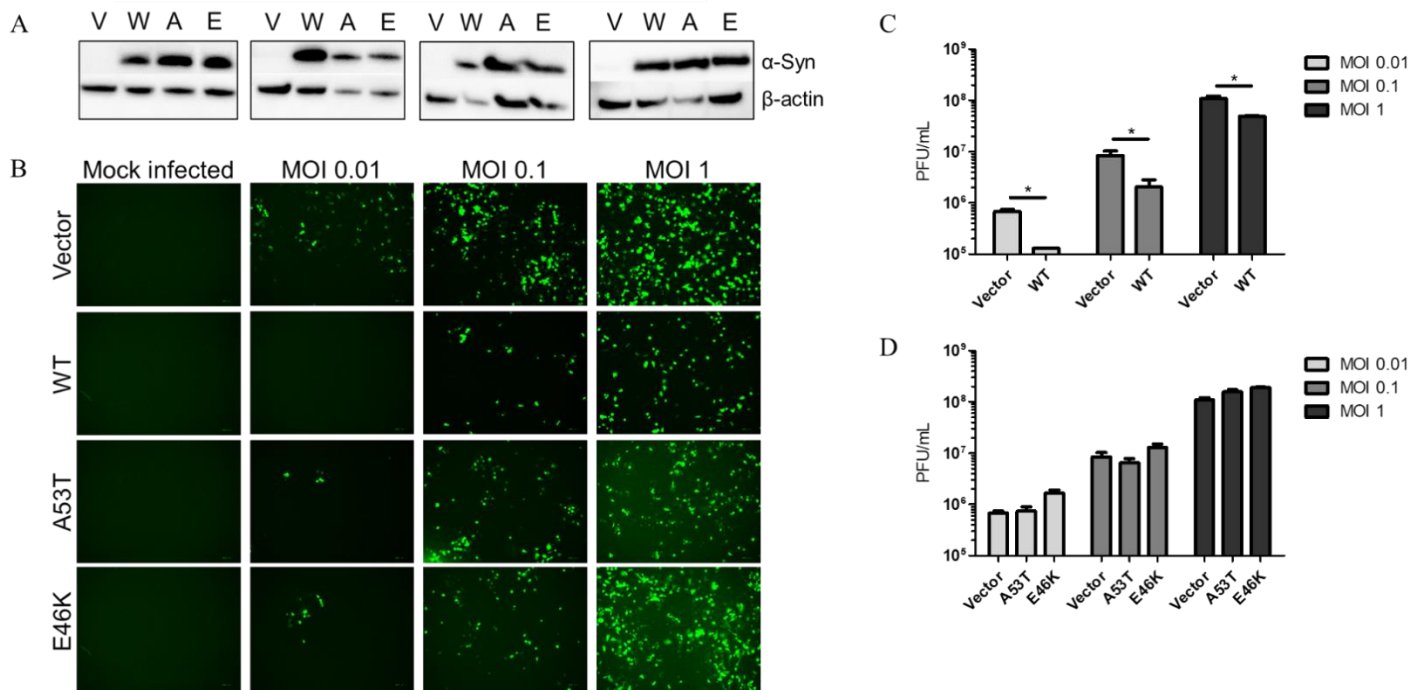 A
V W A E
V W A E
V W A E
V W A E
α-Syn
β-actin
B
Mock infected
MOI 0.01
MOI 0.1
MOI 1
Vector
WT
A53T
E46K
C
PFU/mL
10⁹
10⁸
10⁷
10⁶
10⁵
Vector
WT
Vector
WT
Vector
WT
*
*
*
MOI 0.01
MOI 0.1
MOI 1
D
PFU/mL
10⁹
10⁸
10⁷
10⁶
10⁵
Vector
A53T
E46K
Vector
A53T
E46K
Vector
A53T
E46K
MOI 0.01
MOI 0.1
MOI 1